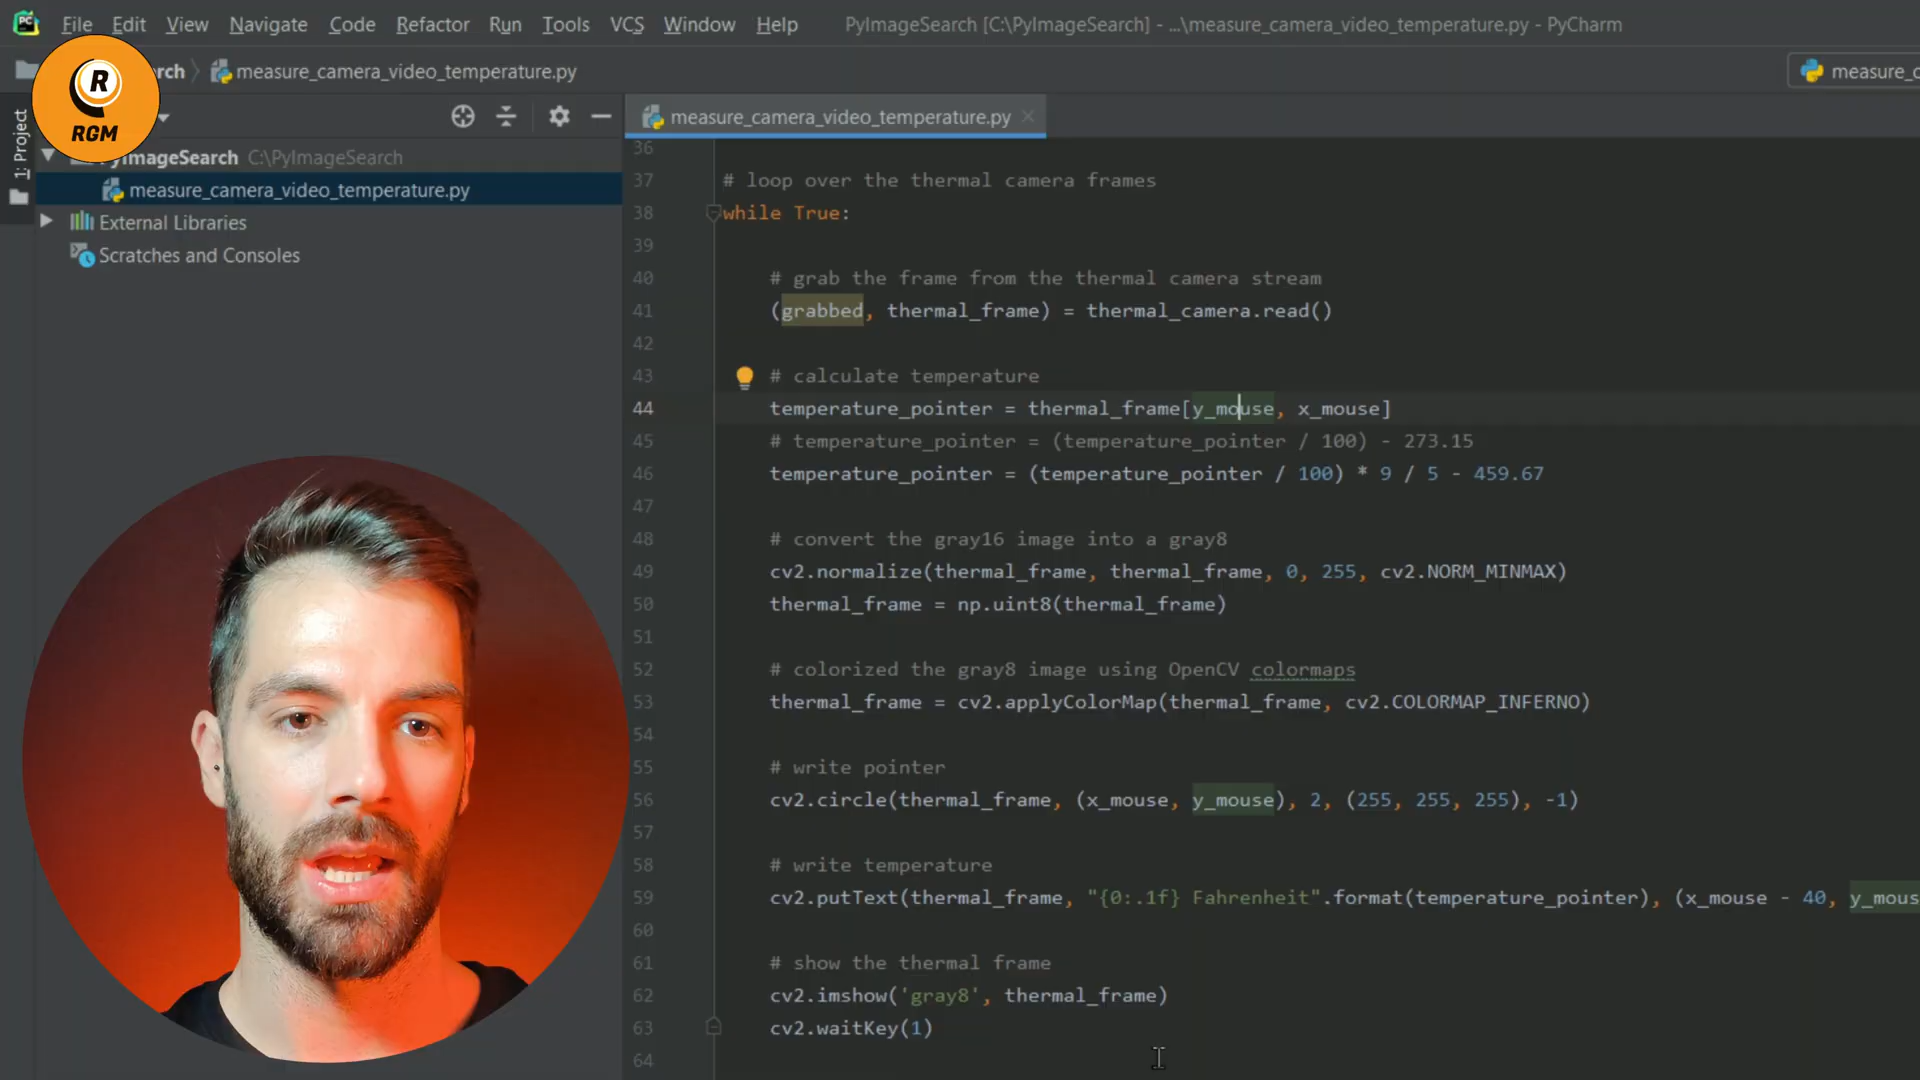 File Edit View Navigate Code Refactor Run Tools VCS Window Help PyImageSearch [C:\PyImageSearch] - ...\measure_camera_video_temperature.py - PyCharm
R
RGM
rch measure_camera_video_temperature.py
measure_c
1: Project
measure_camera_video_temperature.py
PyImageSearch C:\PyImageSearch
measure_camera_video_temperature.py
External Libraries
Scratches and Consoles
36
37 # loop over the thermal camera frames
38 while True:
39
40 # grab the frame from the thermal camera stream
41 (grabbed, thermal_frame) = thermal_camera.read()
42
43 # calculate temperature
44 temperature_pointer = thermal_frame[y_mouse, x_mouse]
45 # temperature_pointer = (temperature_pointer / 100) - 273.15
46 temperature_pointer = (temperature_pointer / 100) * 9 / 5 - 459.67
47
48 # convert the gray16 image into a gray8
49 cv2.normalize(thermal_frame, thermal_frame, 0, 255, cv2.NORM_MINMAX)
50 thermal_frame = np.uint8(thermal_frame)
51
52 # colorized the gray8 image using OpenCV colormaps
53 thermal_frame = cv2.applyColorMap(thermal_frame, cv2.COLORMAP_INFERNO)
54
55 # write pointer
56 cv2.circle(thermal_frame, (x_mouse, y_mouse), 2, (255, 255, 255), -1)
57
58 # write temperature
59 cv2.putText(thermal_frame, "{0:.1f} Fahrenheit".format(temperature_pointer), (x_mouse - 40, y_mous
60
61 # show the thermal frame
62 cv2.imshow('gray8', thermal_frame)
63 cv2.waitKey(1)
64